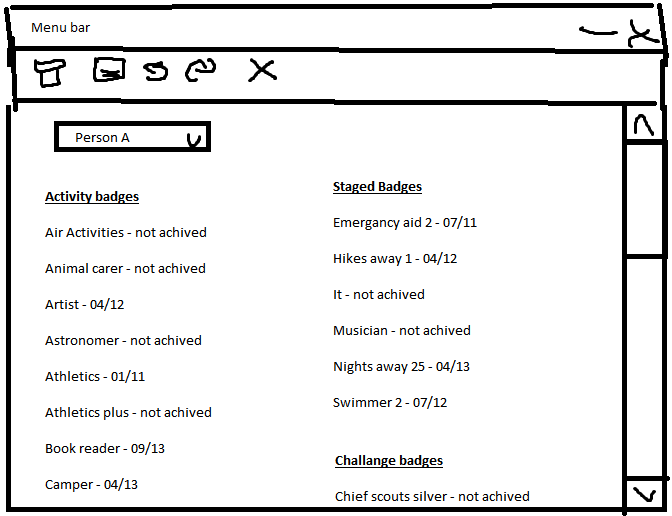 Menu bar
Person A
Activity badges
Air Activities - not achived
Animal carer - not achived
Artist - 04/12
Astronomer - not achived
Athletics - 01/11
Athletics plus - not achived
Book reader - 09/13
Camper - 04/13
Staged Badges
Emergancy aid 2 - 07/11
Hikes away 1 - 04/12
It - not achived
Musician - not achived
Nights away 25 - 04/13
Swimmer 2 - 07/12
Challange badges
Chief scouts silver - not achived